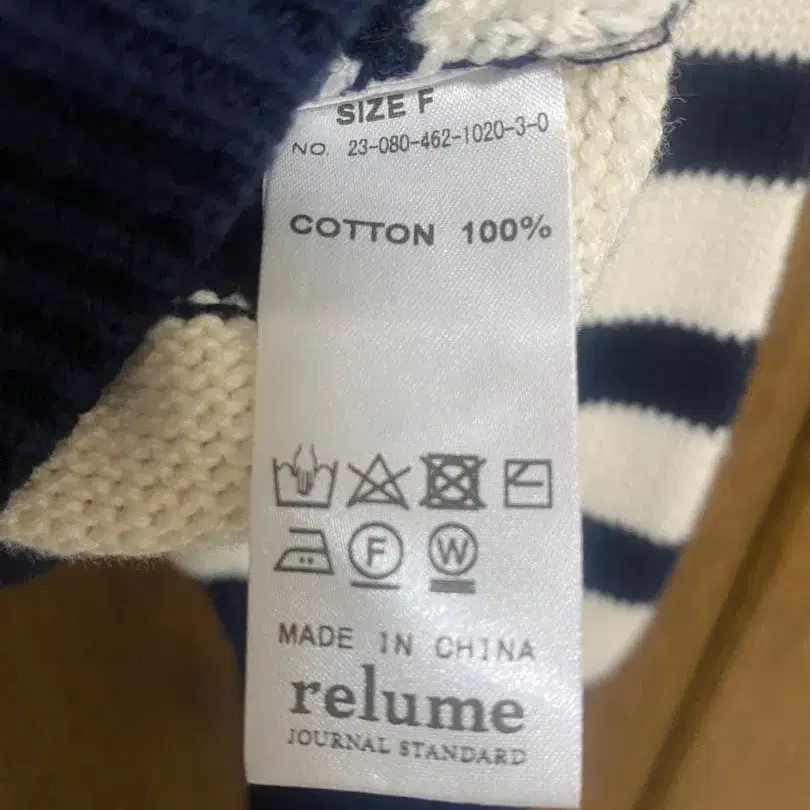 SIZE F
NO. 23-080-462-1020-3-0
COTTON 100%
F W
MADE IN CHINA
relume
JOURNAL STANDARD